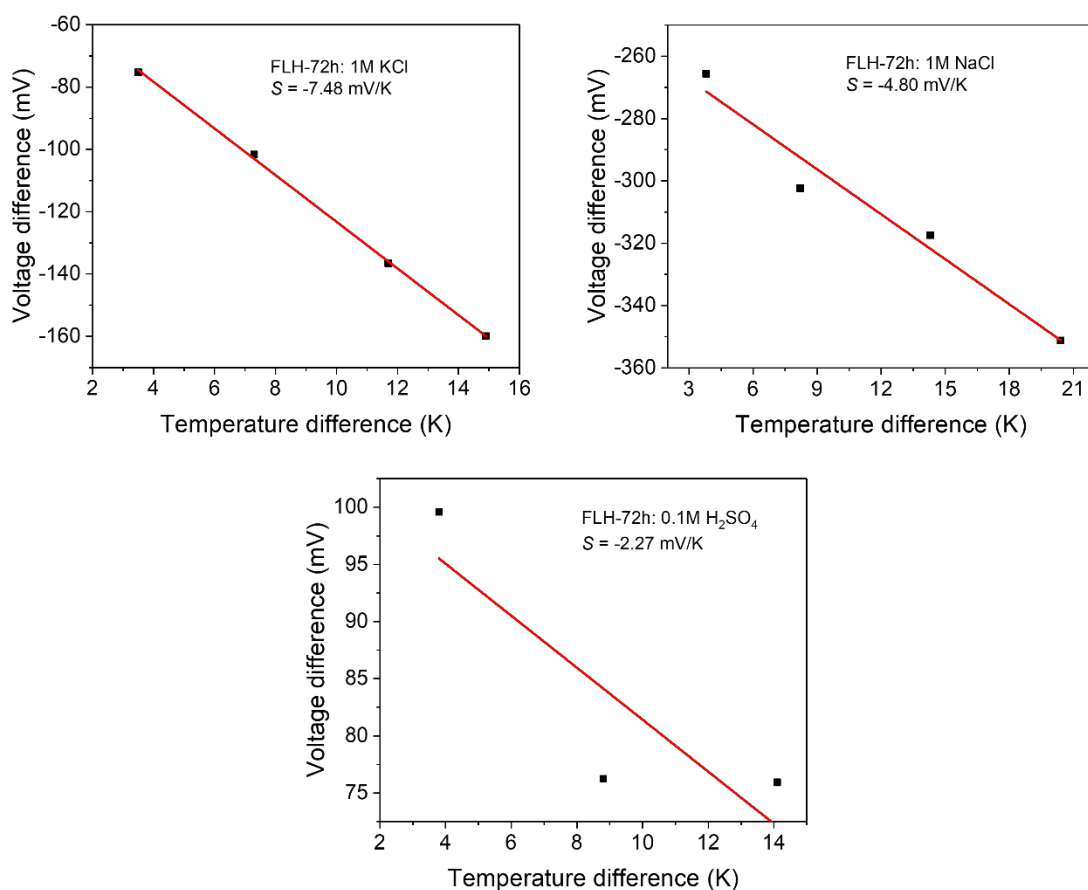 -60
-80
-100
-120
-140
-160
2 4 6 8 10 12 14 16
Voltage difference (mV)
Temperature difference (K)
FLH-72h: 1M KCl
S = -7.48 mV/K
-260
-280
-300
-320
-340
-360
3 6 9 12 15 18 21
Voltage difference (mV)
Temperature difference (K)
FLH-72h: 1M NaCl
S = -4.80 mV/K
100
95
90
85
80
75
2 4 6 8 10 12 14
Voltage difference (mV)
Temperature difference (K)
FLH-72h: 0.1M H₂SO₄
S = -2.27 mV/K